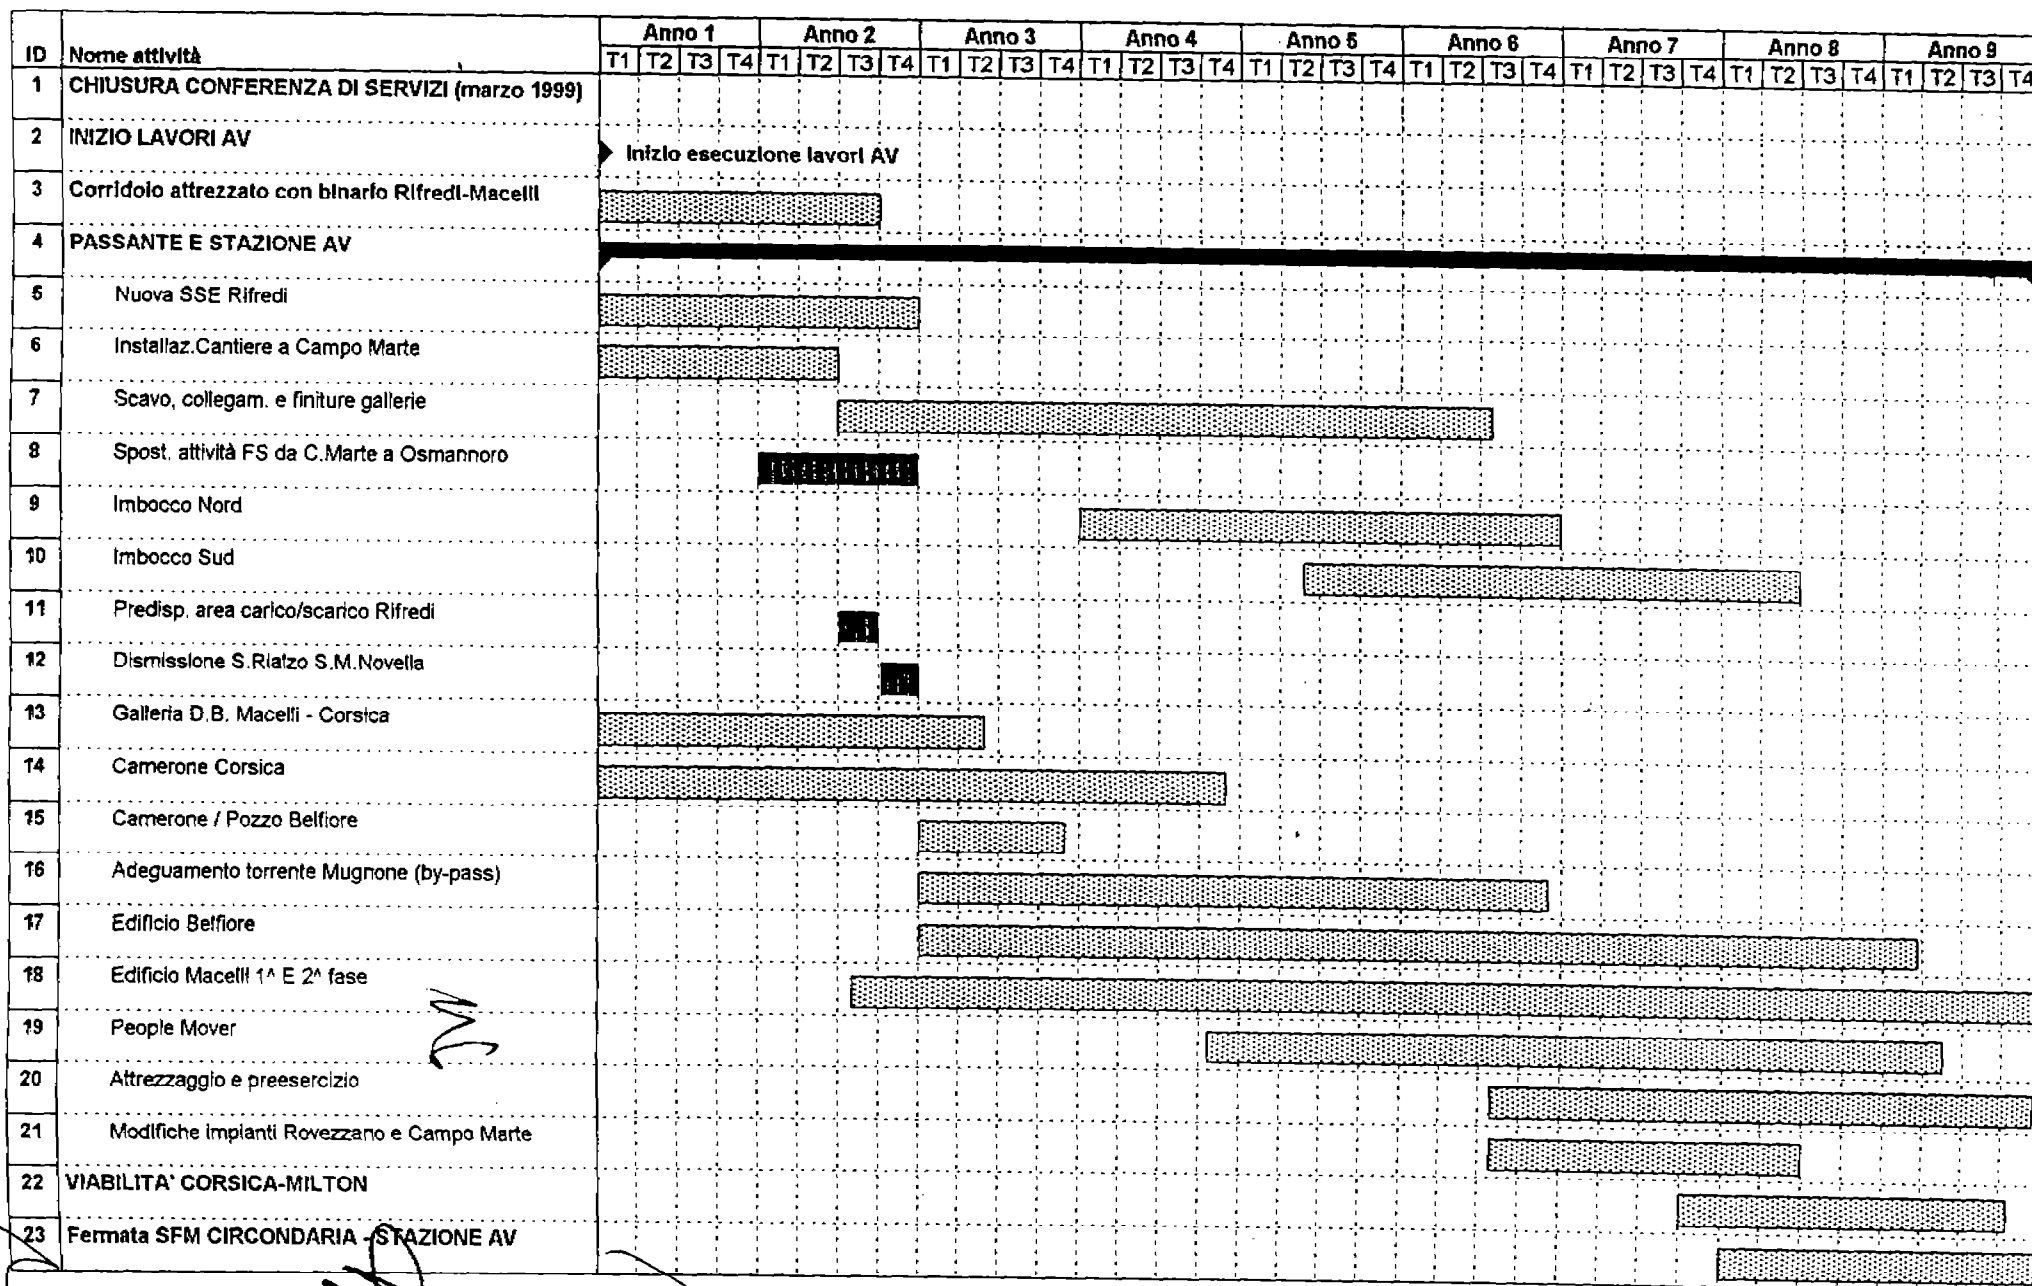 Anno 1 Anno 2 Anno 3 Anno 4 Anno 5 Anno 6 Anno 7 Anno 8 Anno 9
ID Nome attività T1 T2 T3 T4 T1 T2 T3 T4 T1 T2 T3 T4 T1 T2 T3 T4 T1 T2 T3 T4 T1 T2 T3 T4 T1 T2 T3 T4 T1 T2 T3 T4 T1 T2 T3 T4
1 CHIUSURA CONFERENZA DI SERVIZI (marzo 1999)
2 INIZIO LAVORI AV
Inizio esecuzione lavori AV
3 Corridoio attrezzato con binario Rifredi-Macelli
4 PASSANTE E STAZIONE AV
5 Nuova SSE Rifredi
6 Installaz.Cantiere a Campo Marte
7 Scavo, collegam. e finiture gallerie
8 Spost. attività FS da C.Marte a Osmannoro
9 Imbocco Nord
10 Imbocco Sud
11 Predisp. area carico/scarico Rifredi
12 Dismissione S.Rialzo S.M.Novella
13 Galleria D.B. Macelli - Corsica
14 Camerone Corsica
15 Camerone / Pozzo Belfiore
16 Adeguamento torrente Mugnone (by-pass)
17 Edificio Belfiore
18 Edificio Macelli 1^ E 2^ fase
19 People Mover
20 Attrezzaggio e preesercizio
21 Modifiche impianti Rovezzano e Campo Marte
22 VIABILITA' CORSICA-MILTON
23 Fermata SFM CIRCONDARIA - STAZIONE AV